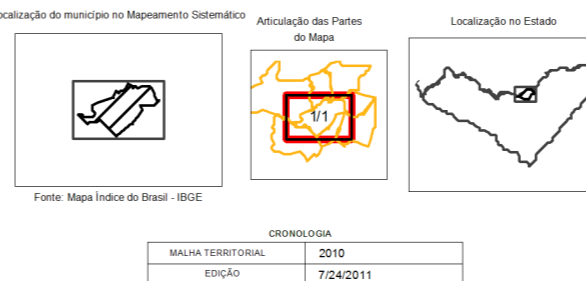 ocalização do município no Mapeamento Sistemático
Articulação das Partes
do Mapa
Localização no Estado
1/1
Fonte: Mapa Índice do Brasil - IBGE
CRONOLOGIA
MALHA TERRITORIAL 2010
EDIÇÃO 7/24/2011